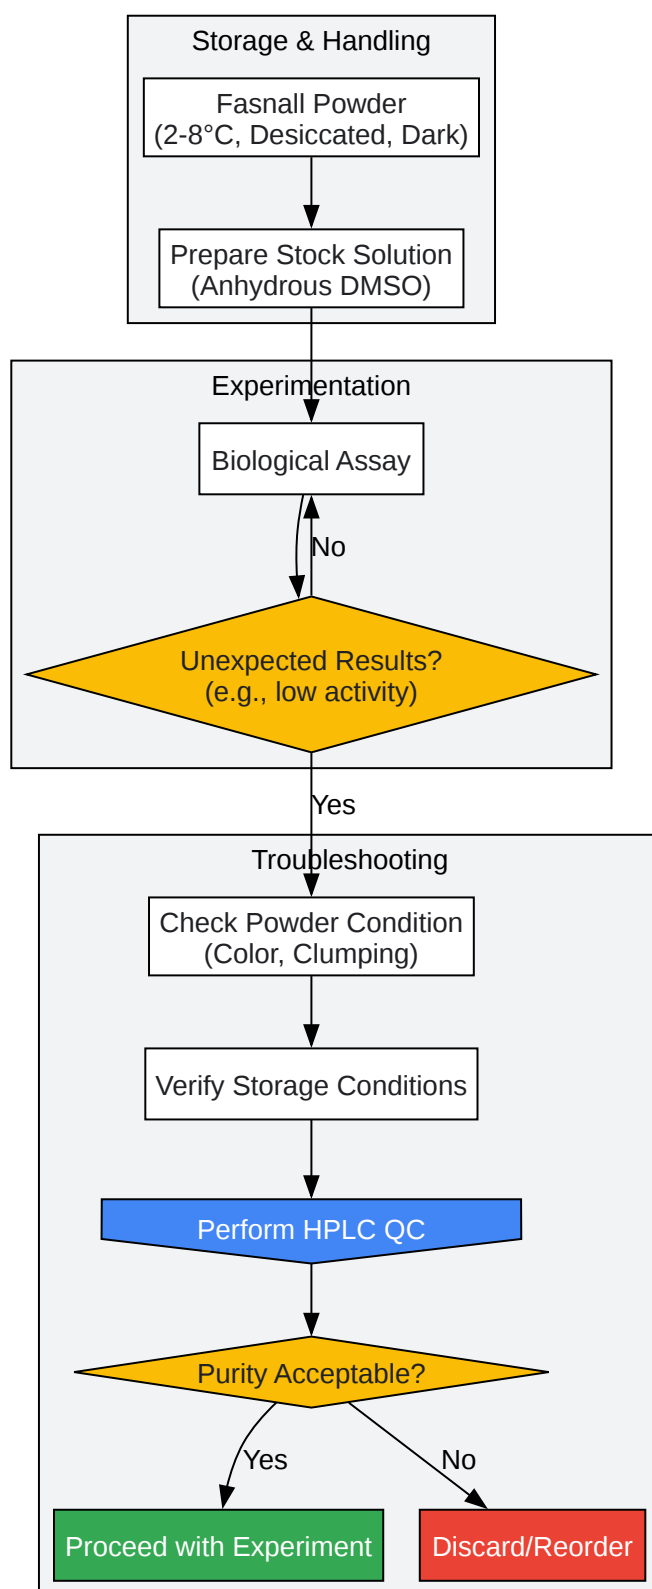 Storage & Handling
Fasnall Powder
(2-8°C, Desiccated, Dark)
Prepare Stock Solution
(Anhydrous DMSO)
Experimentation
Biological Assay
No
Unexpected Results?
(e.g., low activity)
Yes
Troubleshooting
Check Powder Condition
(Color, Clumping)
Verify Storage Conditions
Perform HPLC QC
Purity Acceptable?
Yes
No
Proceed with Experiment
Discard/Reorder